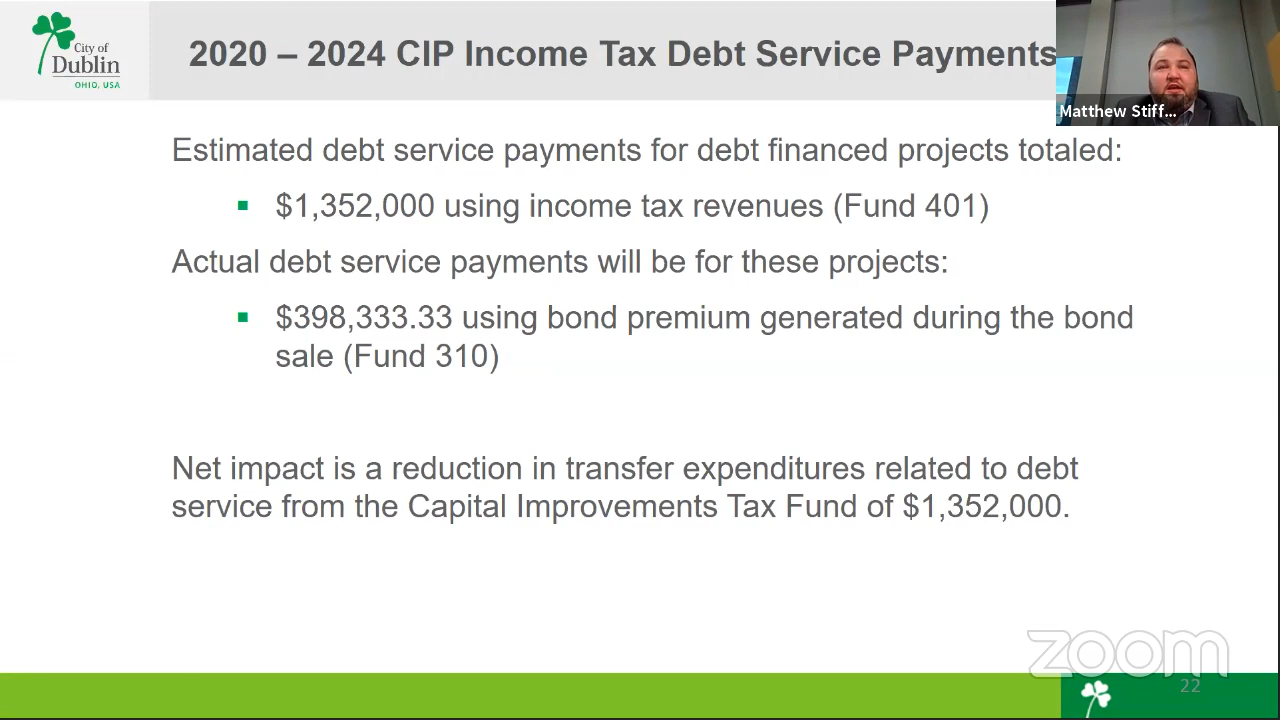 City of
Dublin
OHIO, USA
2020 – 2024 CIP Income Tax Debt Service Payments
Matthew Stiff...
Estimated debt service payments for debt financed projects totaled:
▪ $1,352,000 using income tax revenues (Fund 401)
Actual debt service payments will be for these projects:
▪ $398,333.33 using bond premium generated during the bond
sale (Fund 310)
Net impact is a reduction in transfer expenditures related to debt
service from the Capital Improvements Tax Fund of $1,352,000.
zoom
22